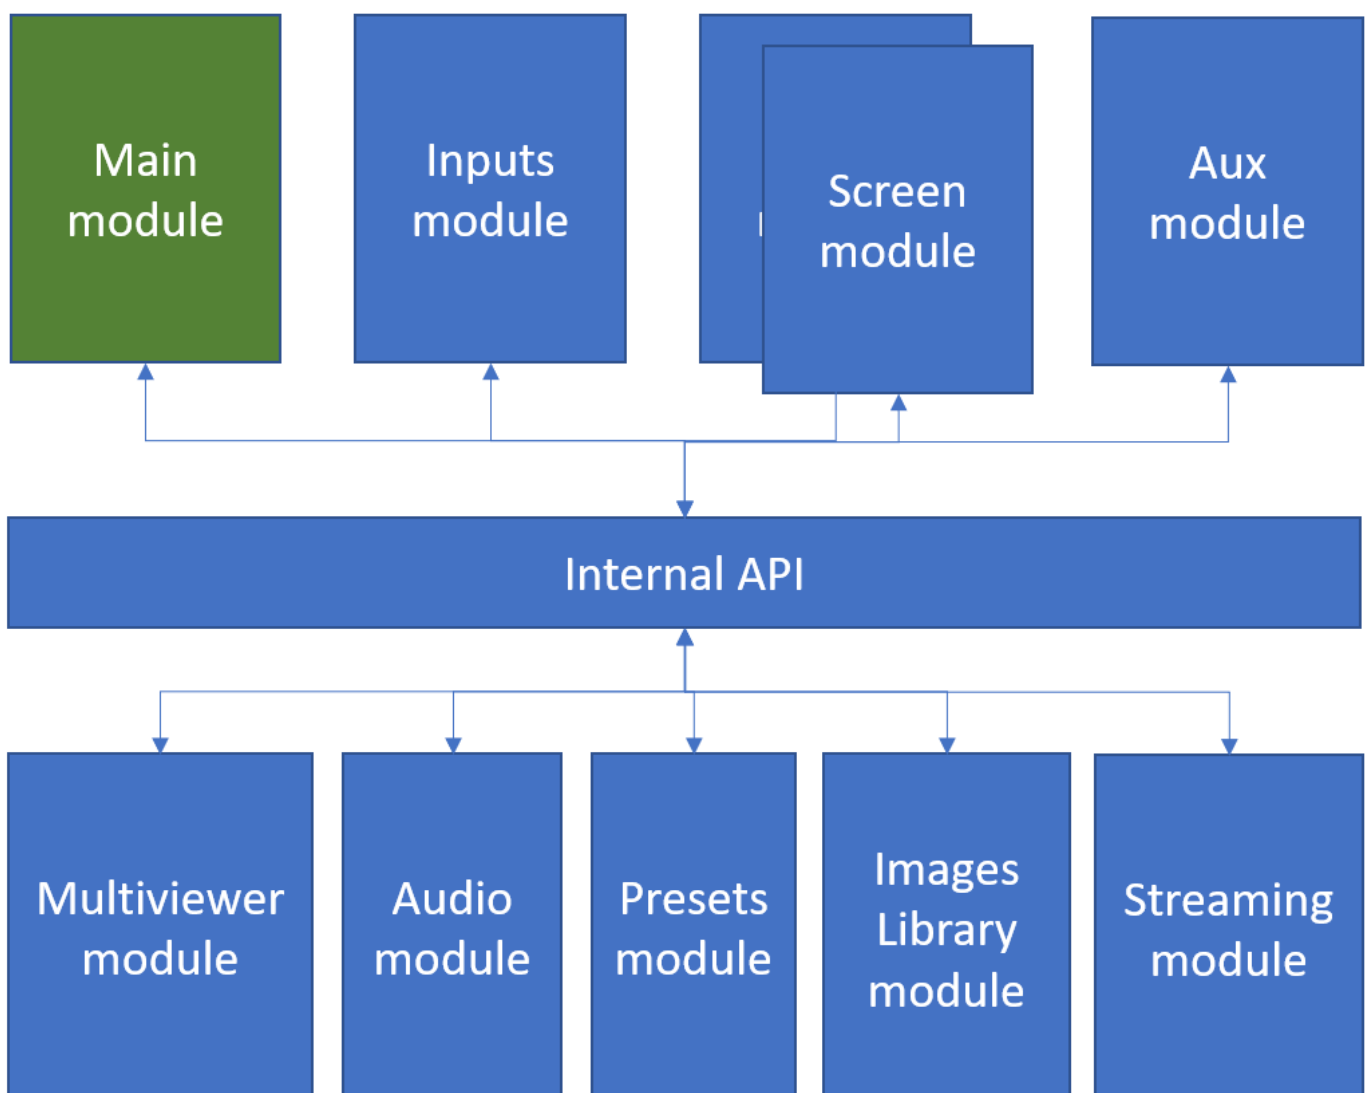 Main
module
Inputs
module
Screen
module
Aux
module
Internal API
Multiviewer
module
Audio
module
Presets
module
Images
Library
module
Streaming
module